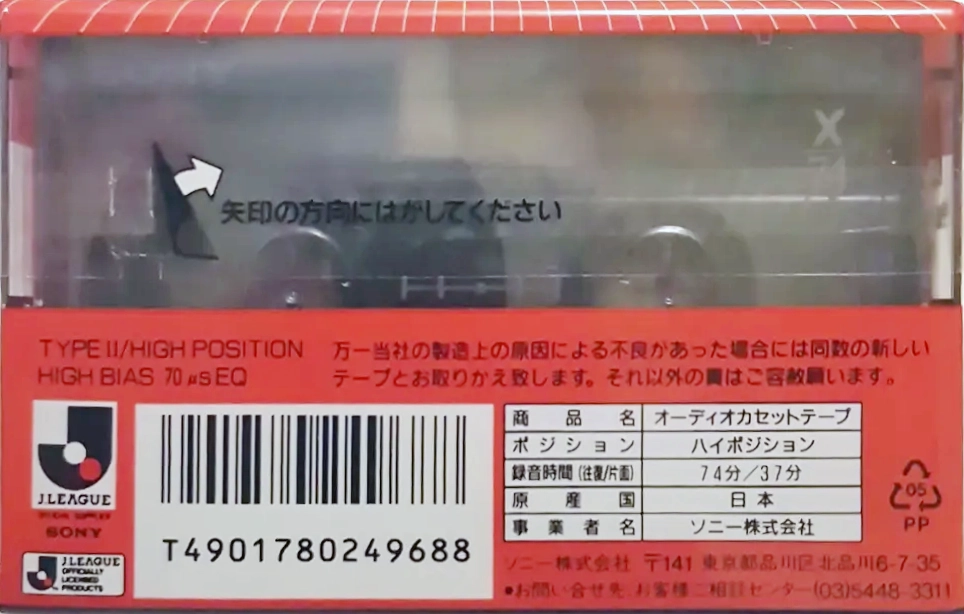 X
矢印の方向にはがしてください
TYPE II/HIGH POSITION
HIGH BIAS 70 μs EQ
万一当社の製造上の原因による不良があった場合には同数の新しい
テープとお取りかえ致します。それ以外の責はご容赦願います。
J.LEAGUE
OFFICIAL SUPPLIER
SONY
J.LEAGUE
OFFICIALLY
LICENSED
PRODUCTS
T4901780249688
商品名 オーディオカセットテープ
ポジション ハイポジション
録音時間(往復/片面) 74分/37分
原産国 日本
事業者名 ソニー株式会社
05
PP
ソニー株式会社 〒141 東京都品川区北品川6-7-35
●お問い合せ先 お客様ご相談センター(03)5448-3311